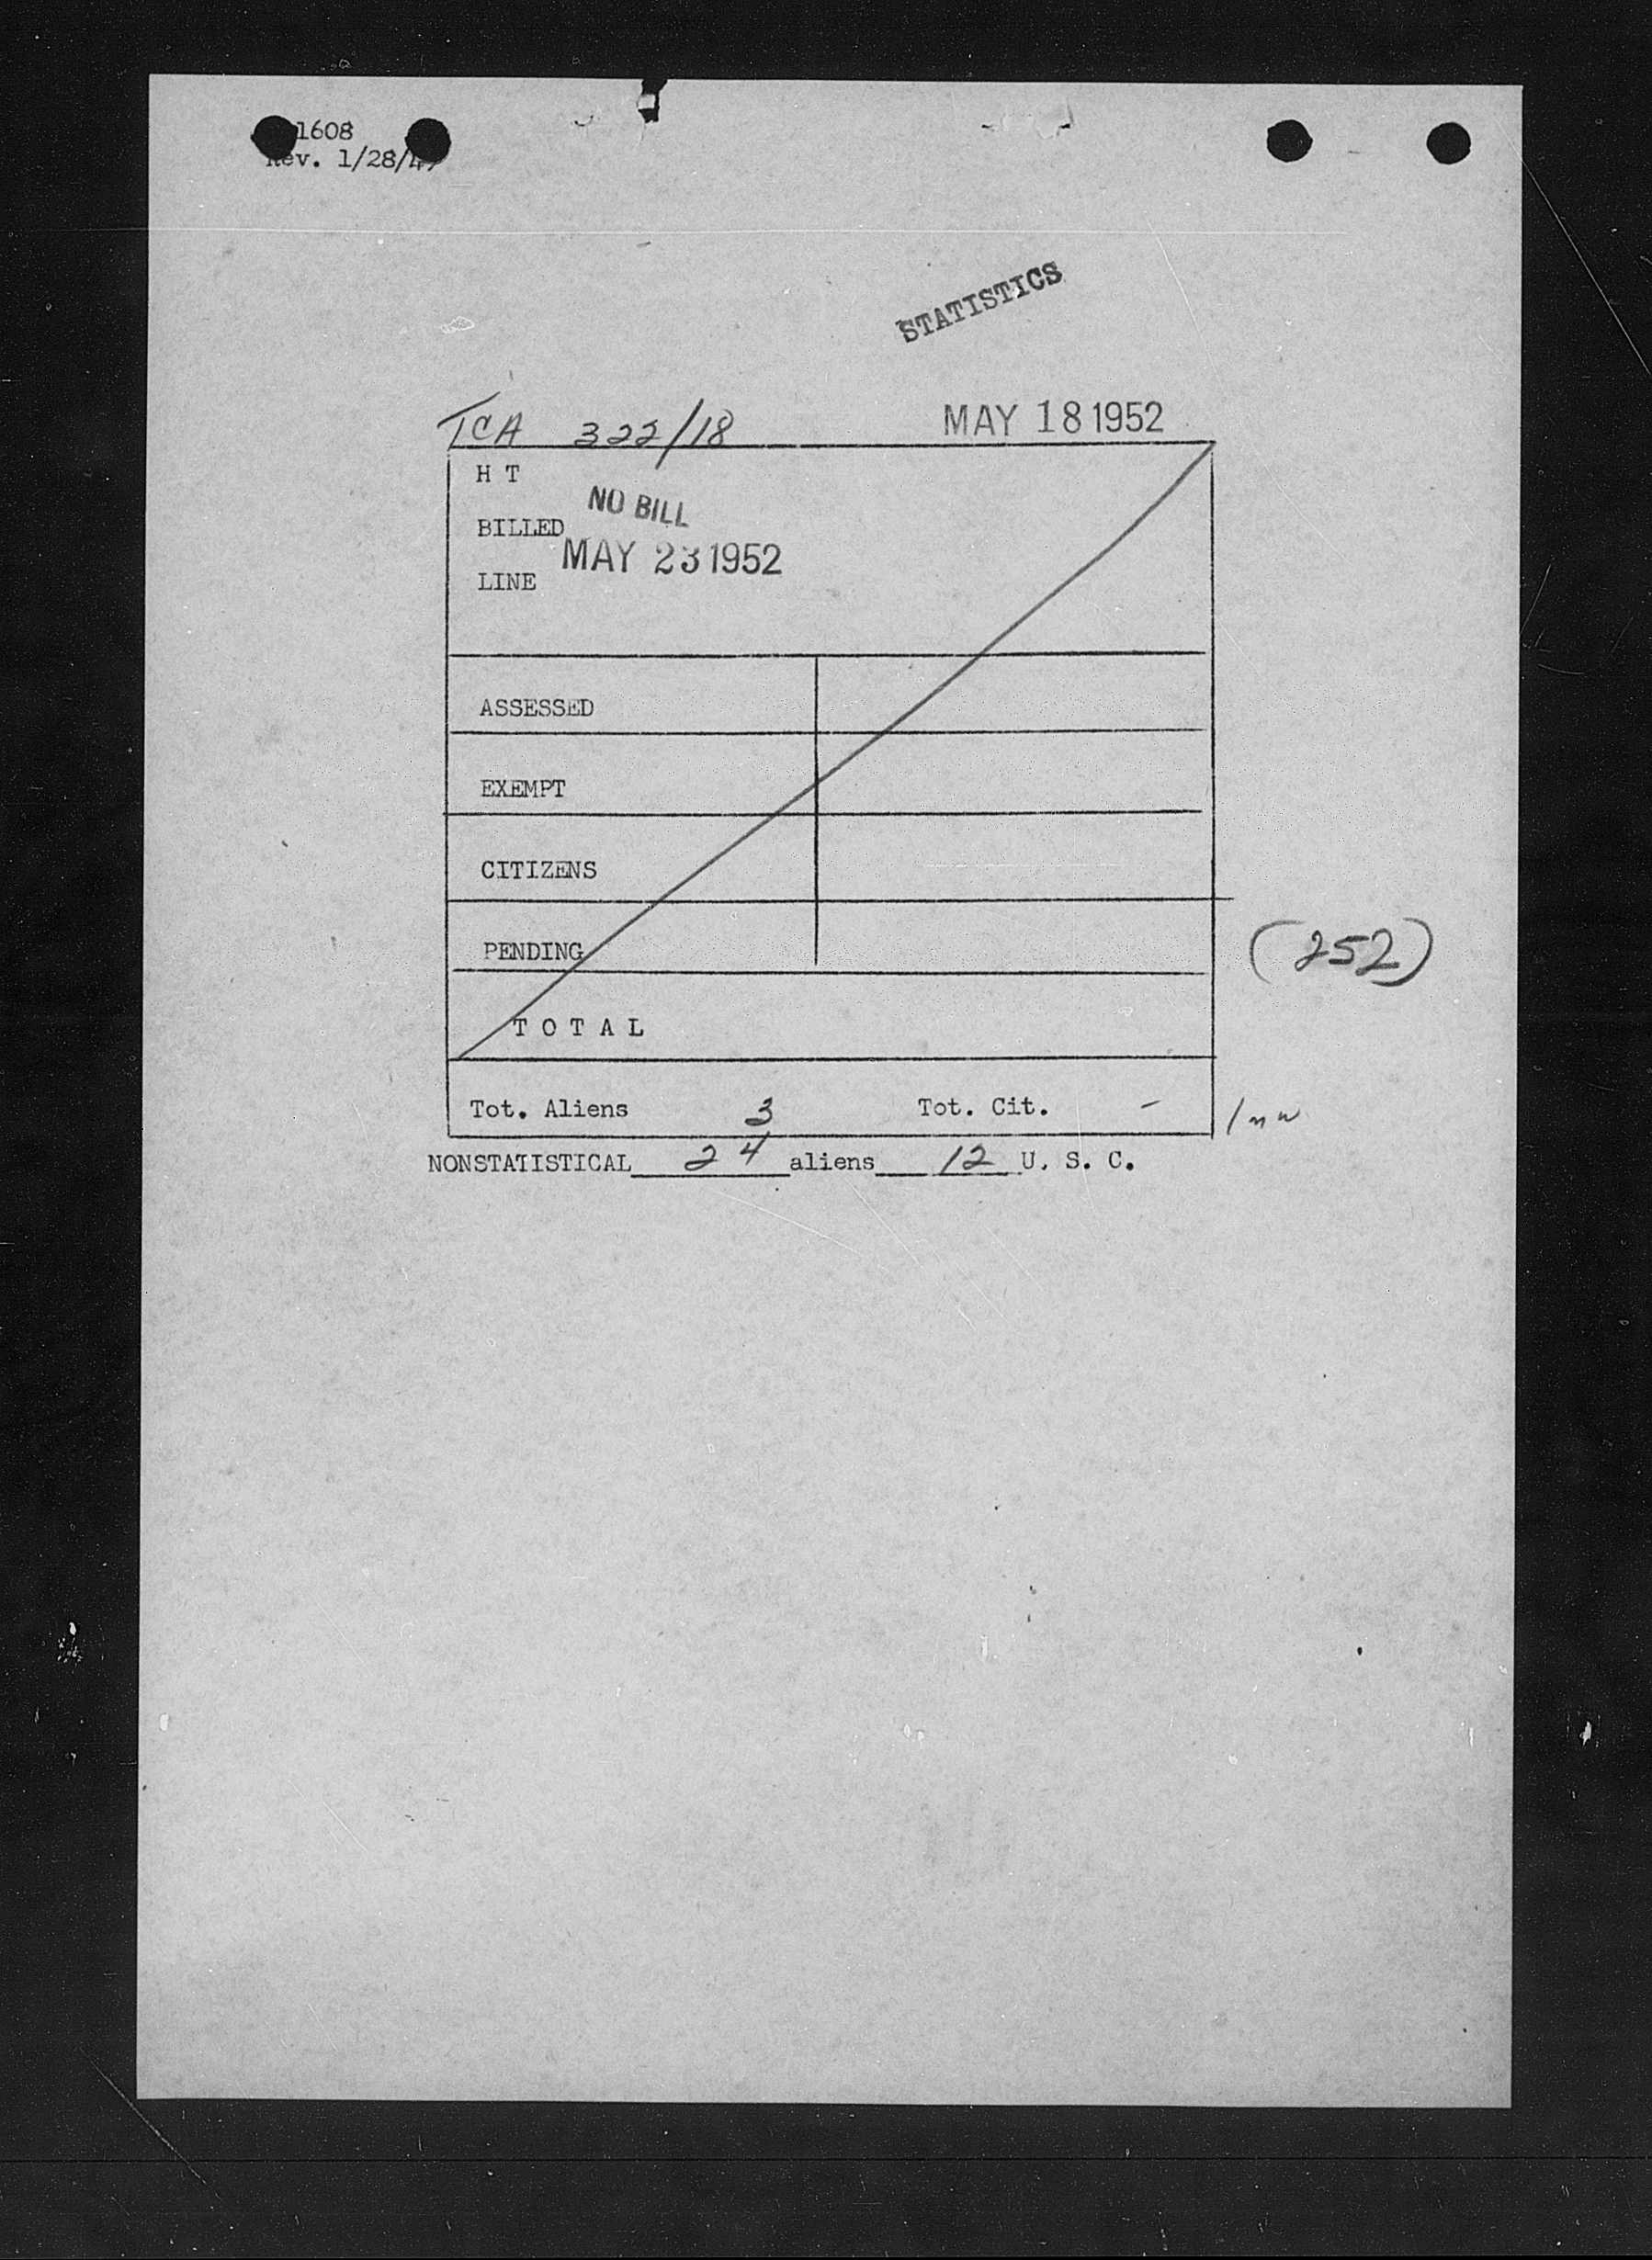 1608
Rev. 1/28/49
STATISTICS
TCA 322/18 MAY 18 1952
H T
NO BILL
BILLED
MAY 23 1952
LINE
ASSESSED
EXEMPT
CITIZENS
PENDING
(252)
T O T A L
Tot. Aliens 3 Tot. Cit. -
NONSTATISTICAL 24 aliens 12 U. S. C.